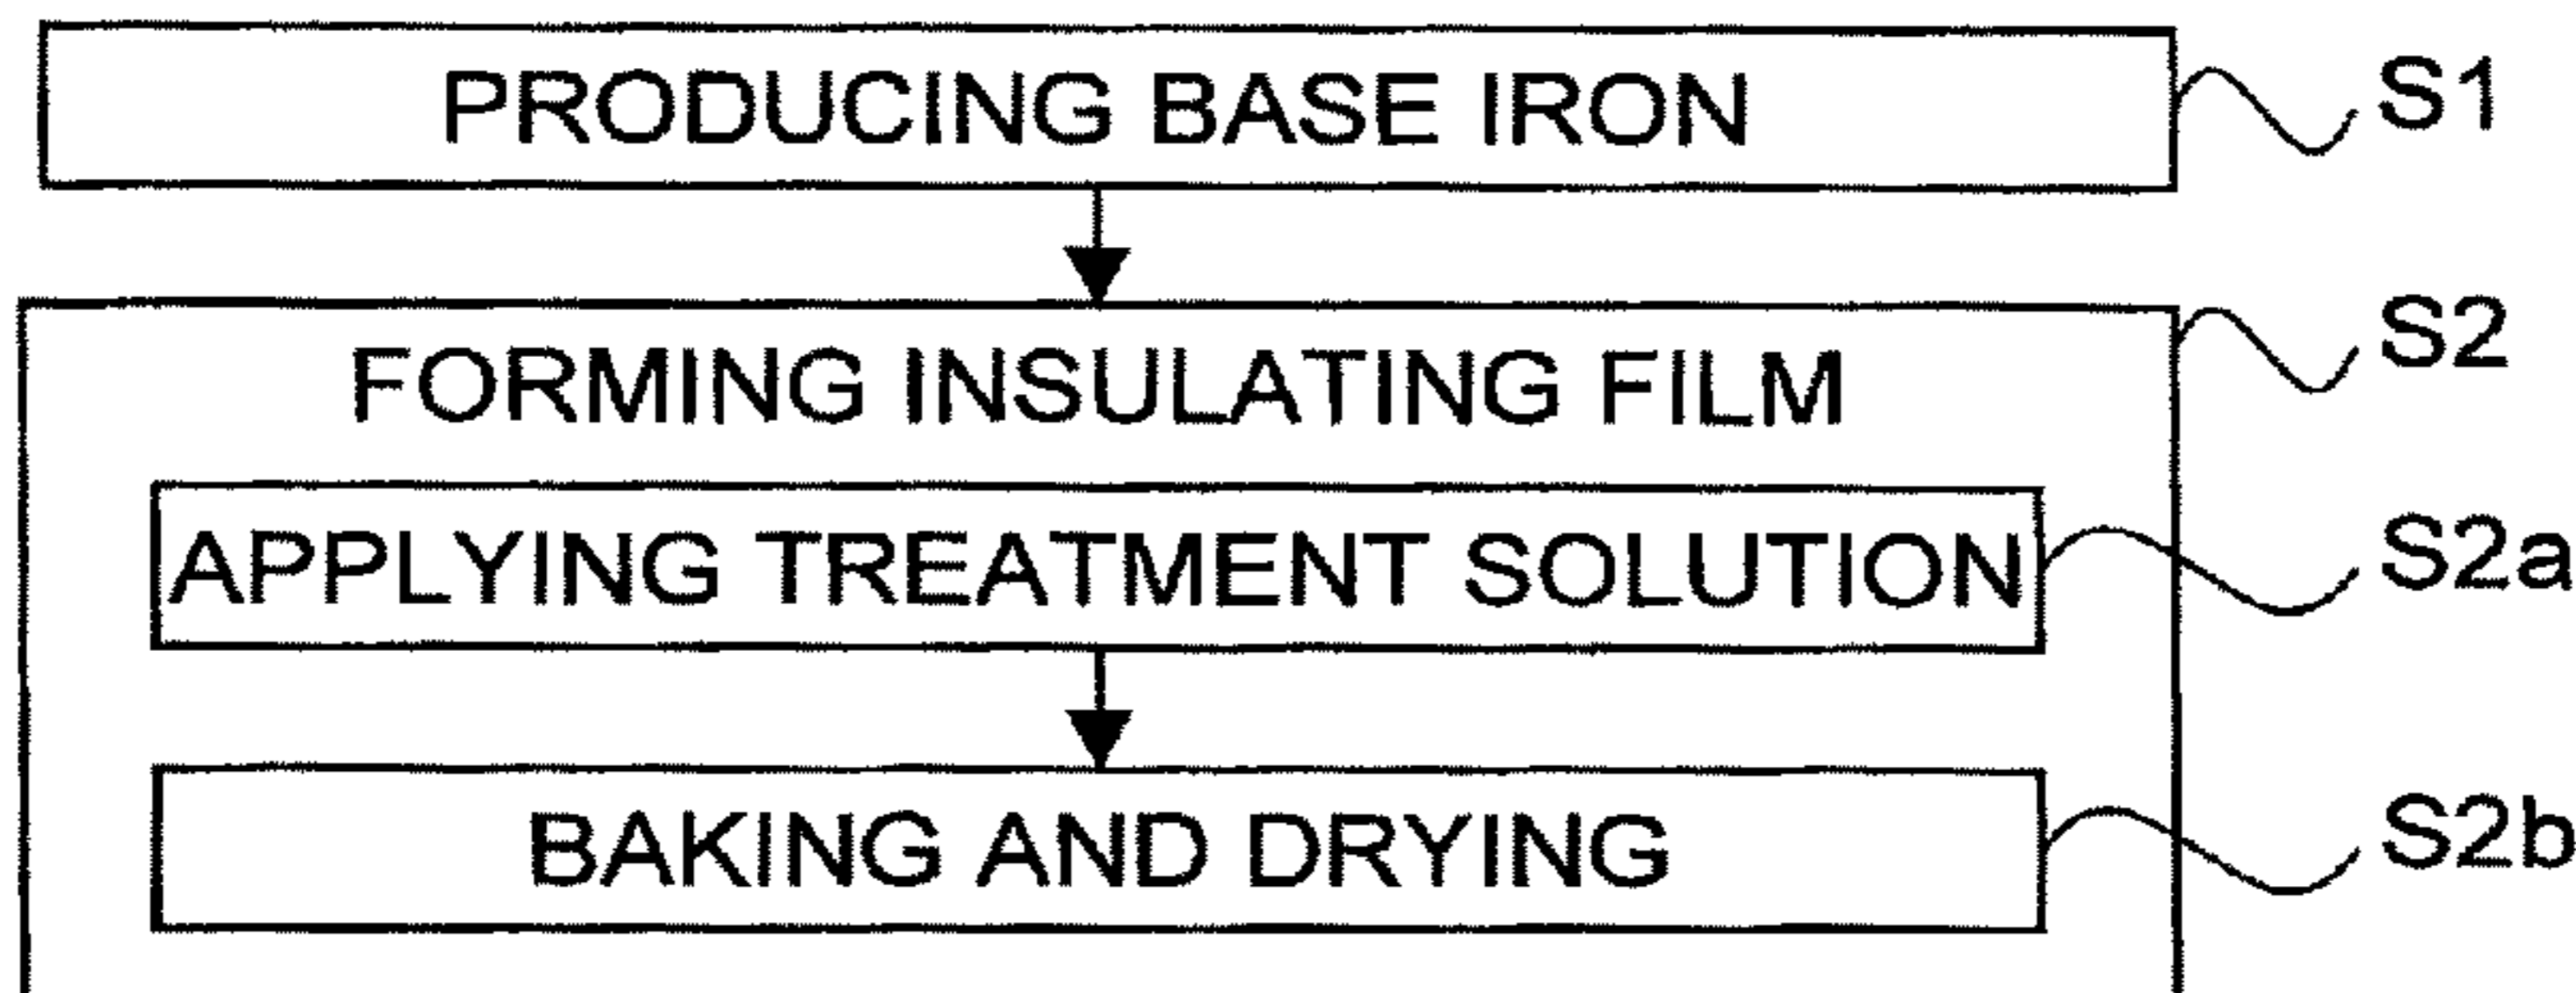 PRODUCING BASE IRON S1
FORMING INSULATING FILM S2
APPLYING TREATMENT SOLUTION S2a
BAKING AND DRYING S2b